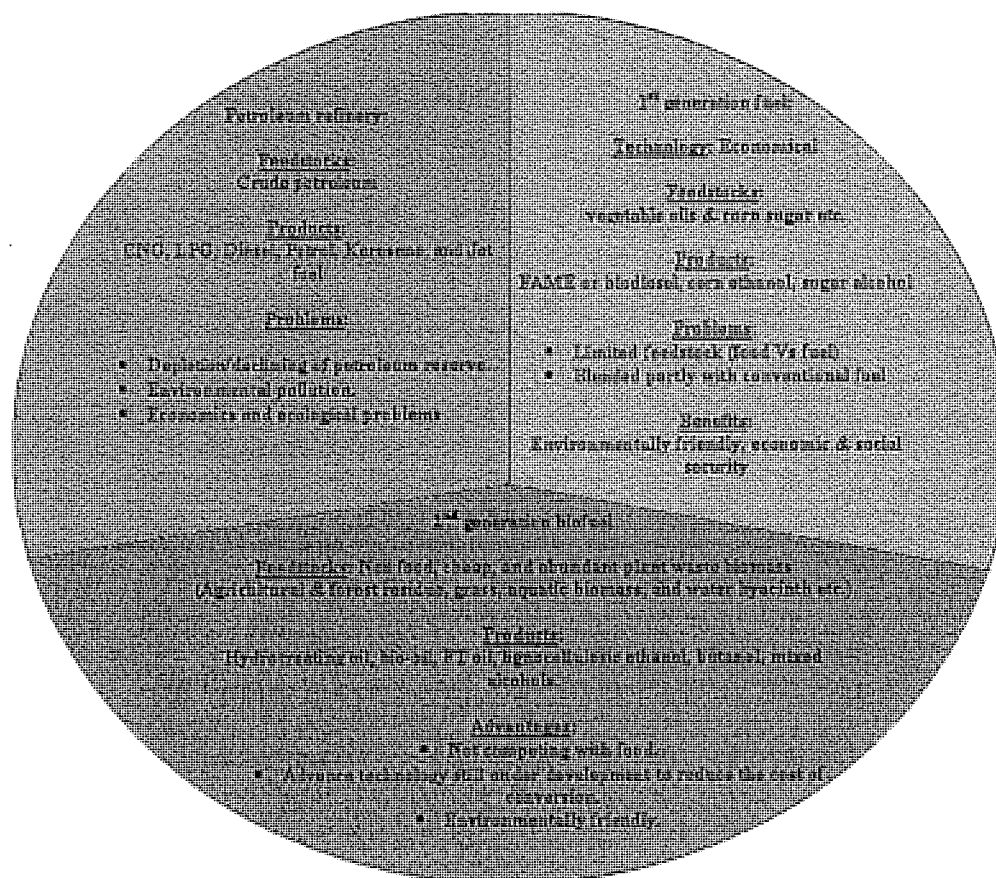 Petroleum refinery:
Feedstocks:
Crude petroleum
Products:
CNG, LPG, Diesel, Petrol, Kerosene, and Jet
fuel
Problems:
Depletion/declining of petroleum reserve.
Environmental pollution.
Economics and ecological problems
1st generation fuel:
Technology: Economical
Feedstocks:
vegetable oils & corn sugar etc.
Products:
FAME or biodiesel, corn ethanol, sugar alcohol
Problems
Limited feedstock (food Vs fuel)
Blended partly with conventional fuel
Benefits:
Environmentally friendly, economic & social
security
2nd generation biofuel
Feedstocks: Non food, cheap, and abundant plant waste biomass
(Agricultural & forest residue, grass, aquatic biomass, and water hyacinth etc.)
Products:
Hydrotreating oil, bio-oil, FT oil, lignocellulosic ethanol, butanol, mixed
alcohols.
Advantages:
Not competing with food.
Advance technology still under development to reduce the cost of
conversion.
Environmentally friendly.